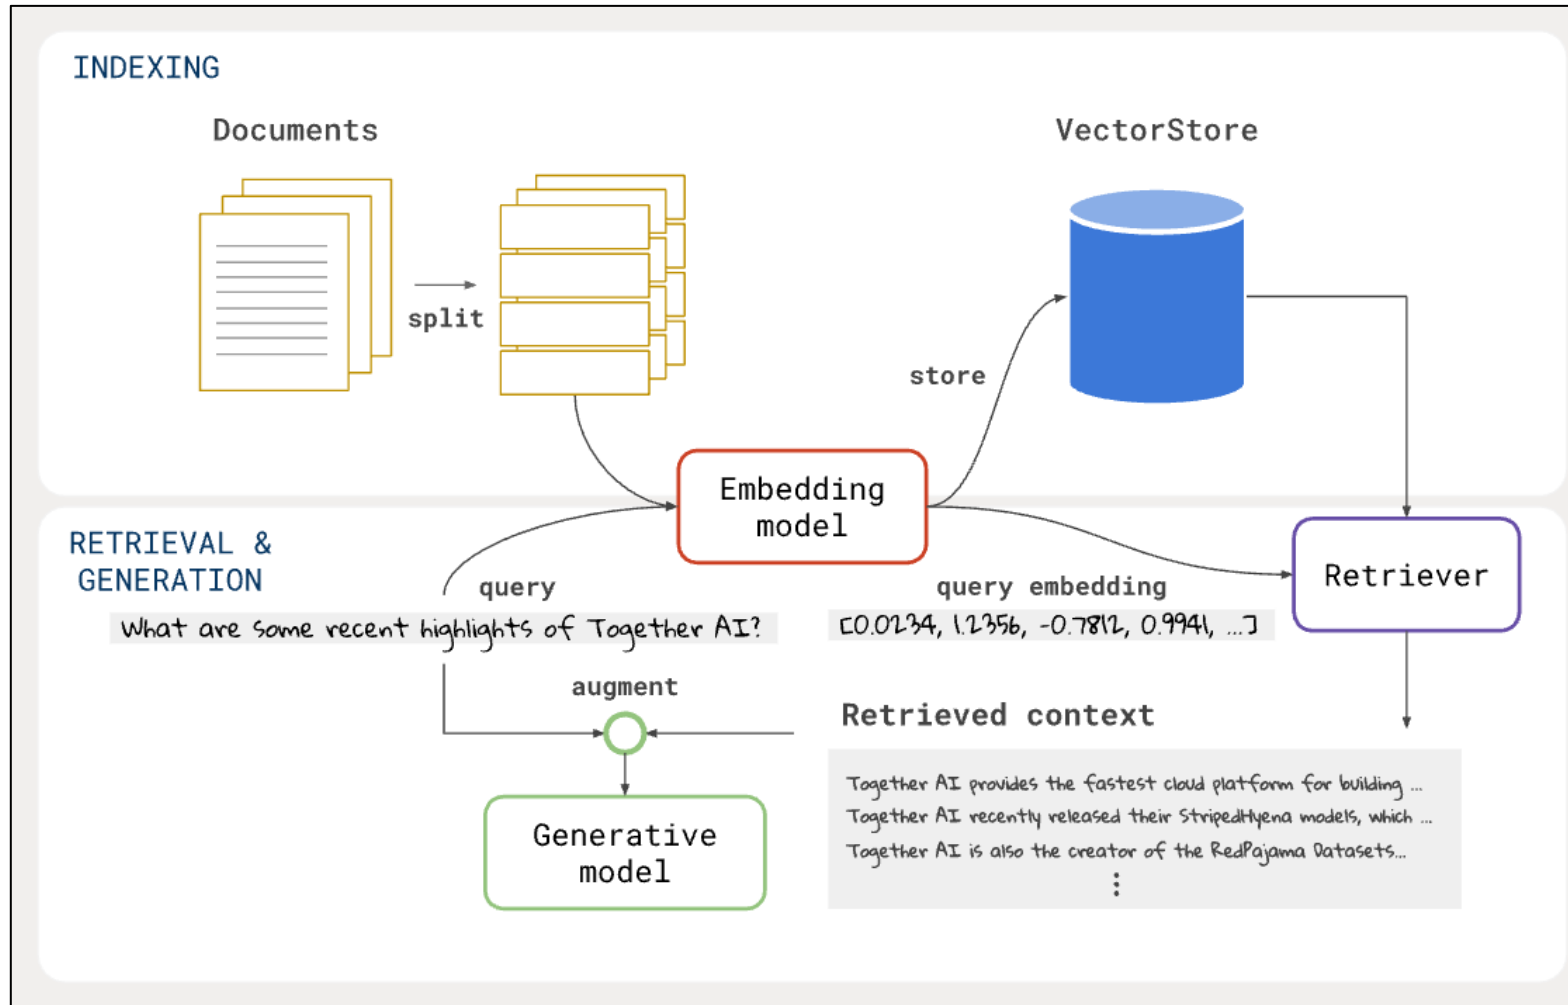 INDEXING
Documents
VectorStore
split
store
Embedding
model
RETRIEVAL &
GENERATION
query
What are some recent highlights of Together AI?
query embedding
[0.0234, 1.2356, -0.7812, 0.9941, ...]
Retriever
augment
Retrieved context
Together AI provides the fastest cloud platform for building ...
Together AI recently released their StripedHyena models, which ...
Together AI is also the creator of the RedPajama Datasets...
Generative
model